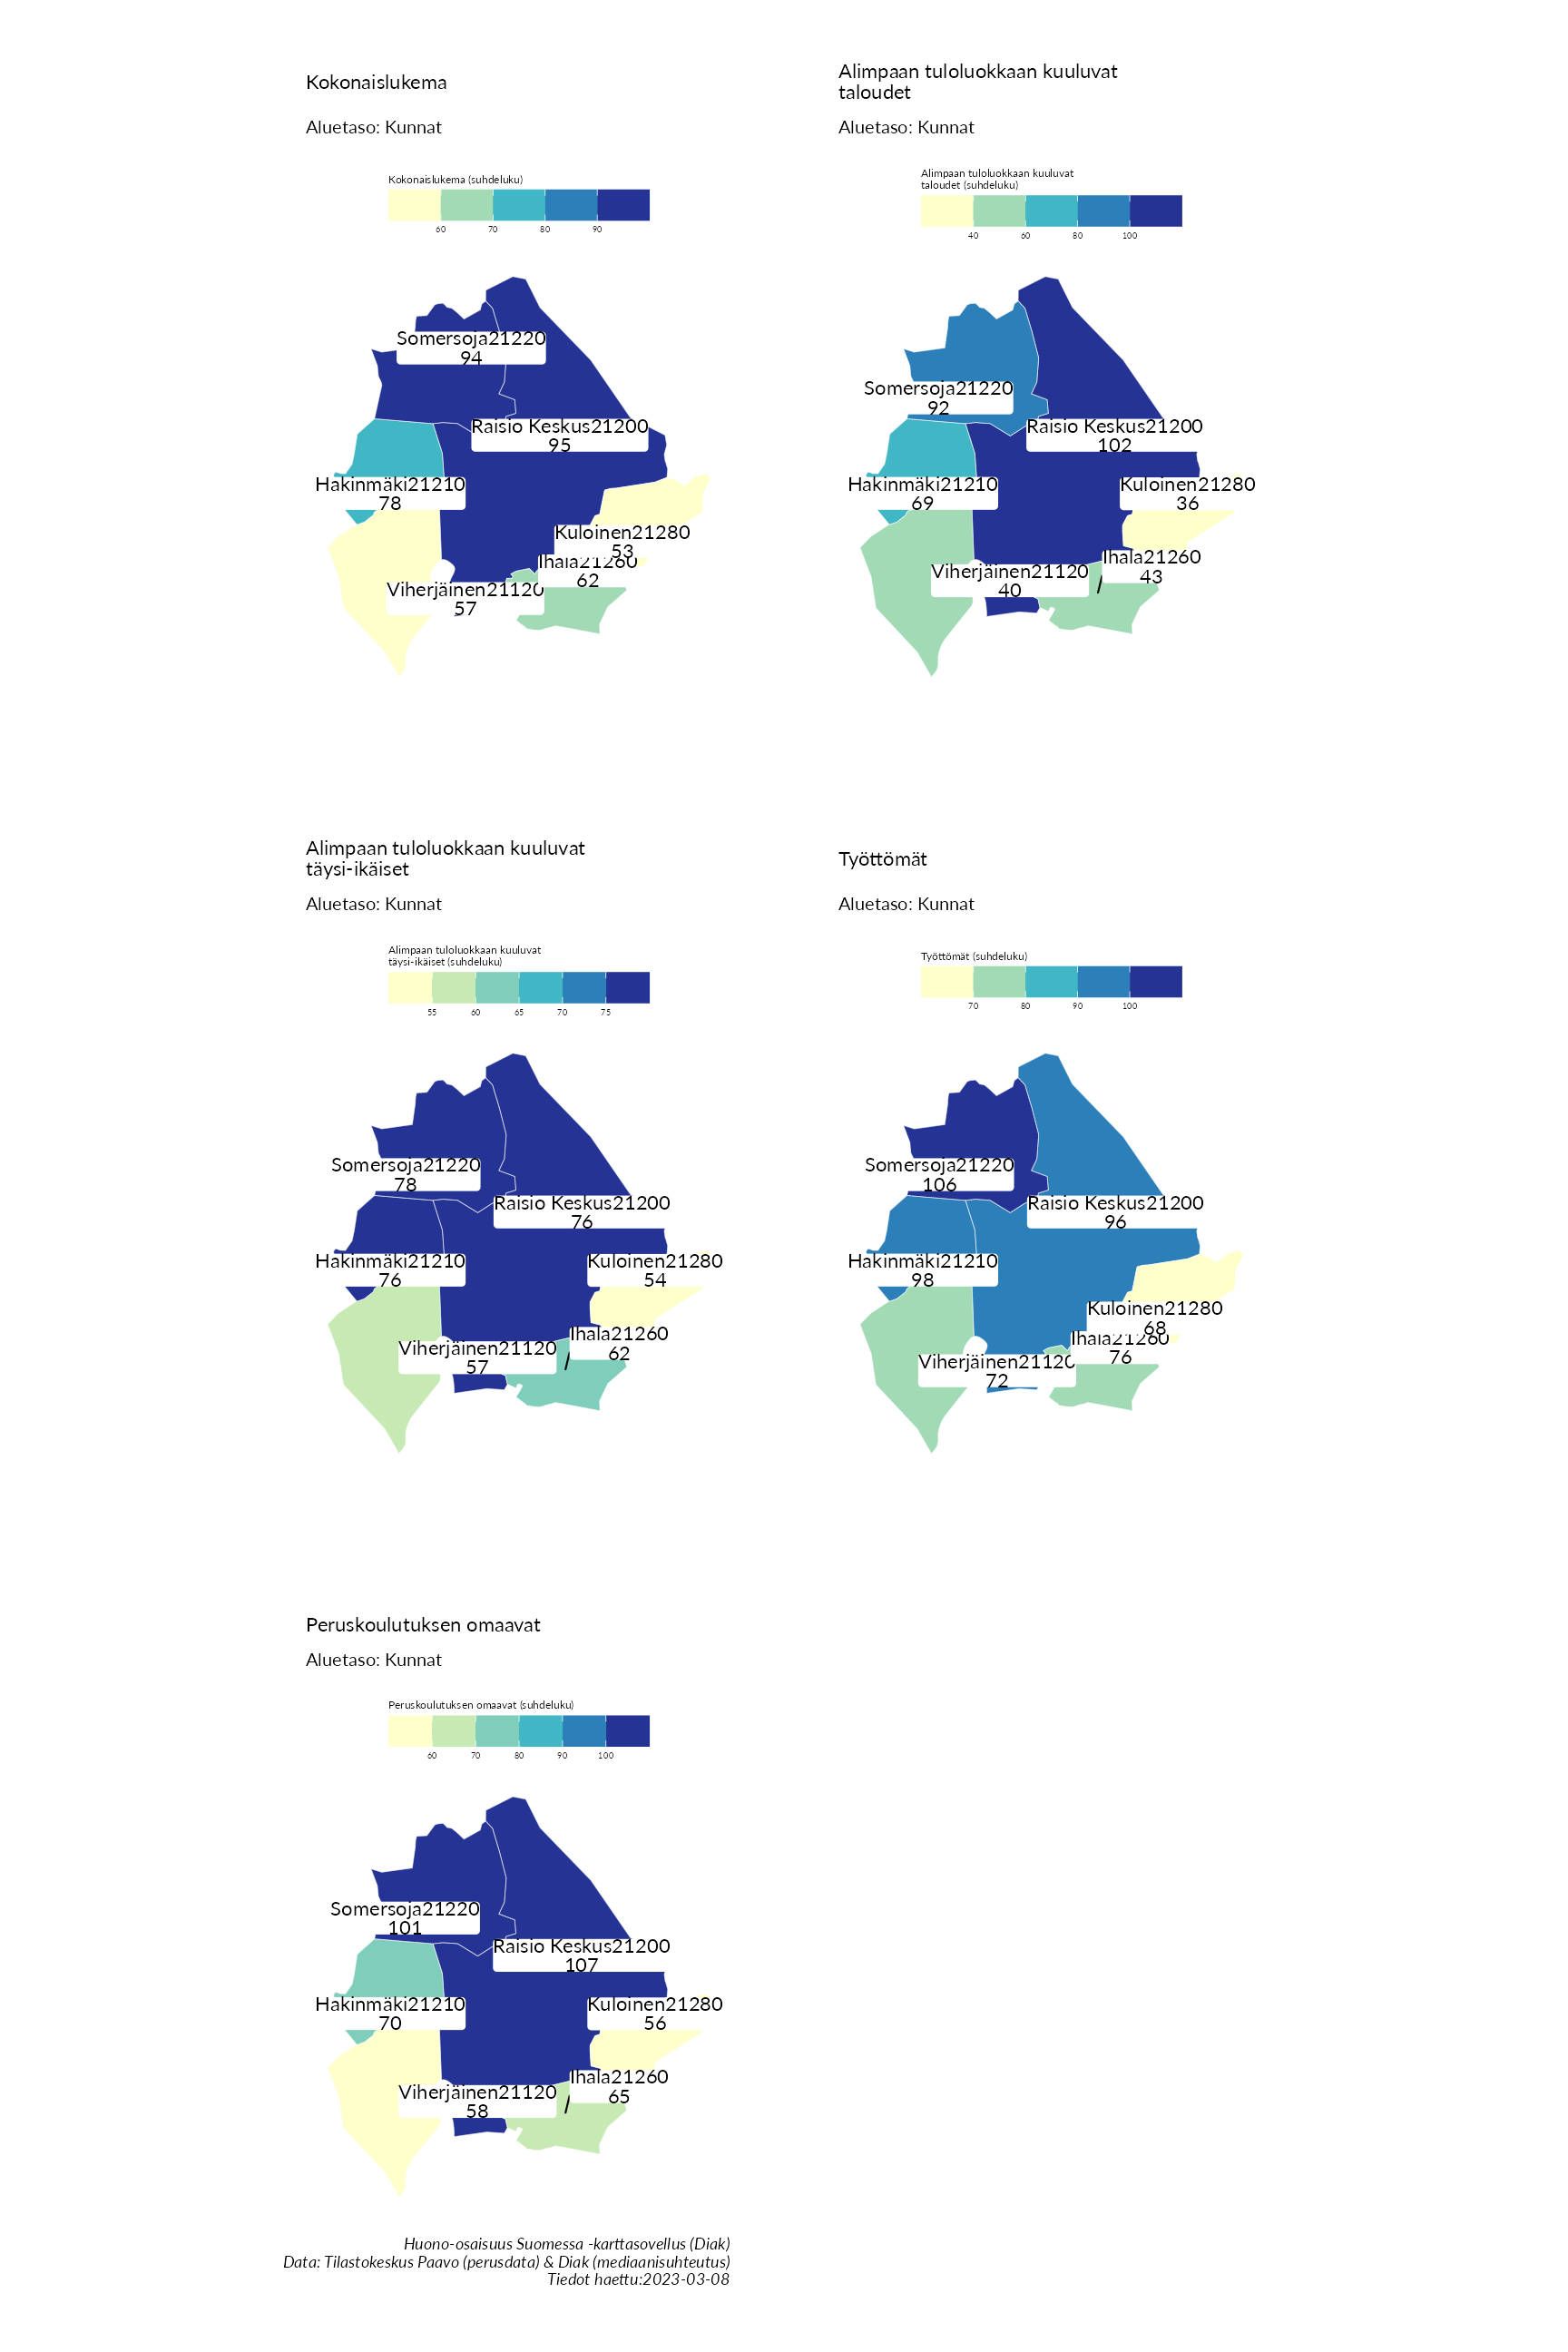 Kokonaislukema
Aluetaso: Kunnat
Kokonaislukema (suhdeluku)
60 70 80 90
Somersoja21220
94
Raisio Keskus21200
95
Hakinmäki21210
78
Kuloinen21280
53
Ihala21260
62
Viherjäinen21120
57
Alimpaan tuloluokkaan kuuluvat
taloudet
Aluetaso: Kunnat
Alimpaan tuloluokkaan kuuluvat
taloudet (suhdeluku)
40 60 80 100
Somersoja21220
92
Raisio Keskus21200
102
Hakinmäki21210
69
Kuloinen21280
36
Ihala21260
43
Viherjäinen21120
40
Alimpaan tuloluokkaan kuuluvat
täysi-ikäiset
Aluetaso: Kunnat
Alimpaan tuloluokkaan kuuluvat
täysi-ikäiset (suhdeluku)
55 60 65 70 75
Somersoja21220
78
Raisio Keskus21200
76
Hakinmäki21210
76
Kuloinen21280
54
Ihala21260
62
Viherjäinen21120
57
Työttömät
Aluetaso: Kunnat
Työttömät (suhdeluku)
70 80 90 100
Somersoja21220
106
Raisio Keskus21200
96
Hakinmäki21210
98
Kuloinen21280
68
Ihala21260
76
Viherjäinen21120
72
Peruskoulutuksen omaavat
Aluetaso: Kunnat
Peruskoulutuksen omaavat (suhdeluku)
60 70 80 90 100
Somersoja21220
101
Raisio Keskus21200
107
Hakinmäki21210
70
Kuloinen21280
56
Ihala21260
65
Viherjäinen21120
58
Huono-osaisuus Suomessa -karttasovellus (Diak)
Data: Tilastokeskus Paavo (perusdata) & Diak (mediaanisuhteutus)
Tiedot haettu:2023-03-08